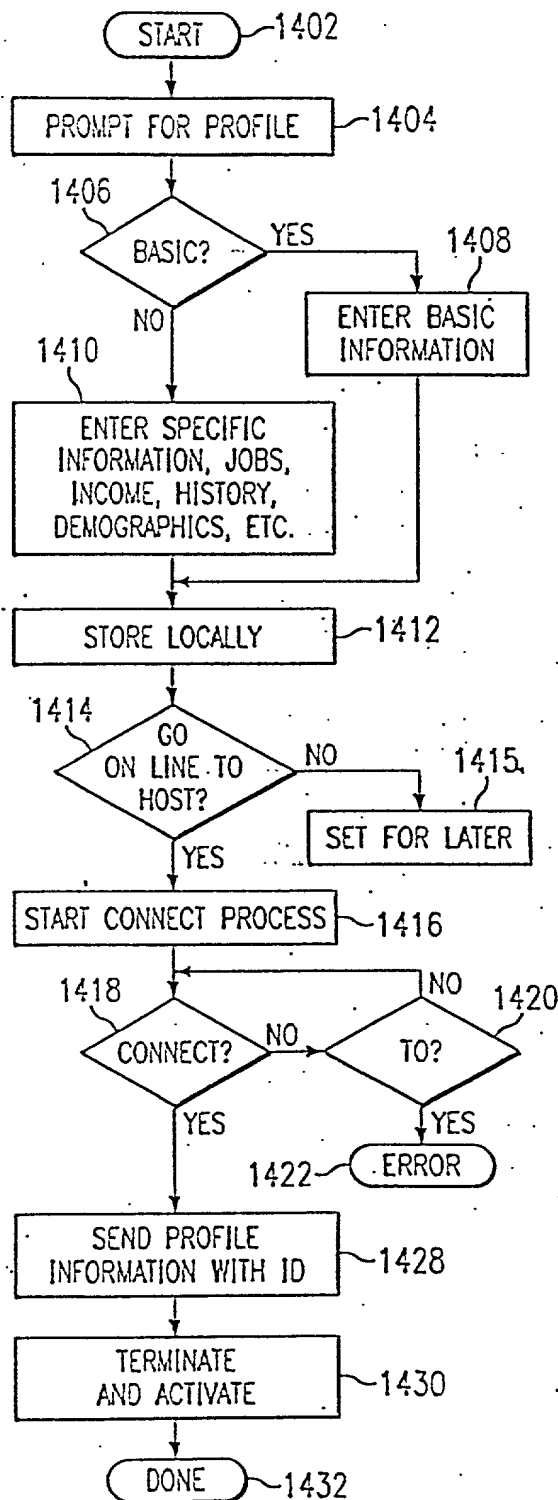 START
1402
PROMPT FOR PROFILE
1404
1406
BASIC?
YES
NO
1408
ENTER BASIC
INFORMATION
1410
ENTER SPECIFIC
INFORMATION, JOBS,
INCOME, HISTORY,
DEMOGRAPHICS, ETC.
STORE LOCALLY
1412
1414
GO
ON LINE TO
HOST?
NO
YES
1415
SET FOR LATER
START CONNECT PROCESS
1416
1418
CONNECT?
NO
YES
NO
1420
TO?
YES
1422
ERROR
SEND PROFILE
INFORMATION WITH ID
1428
TERMINATE
AND ACTIVATE
1430
DONE
1432